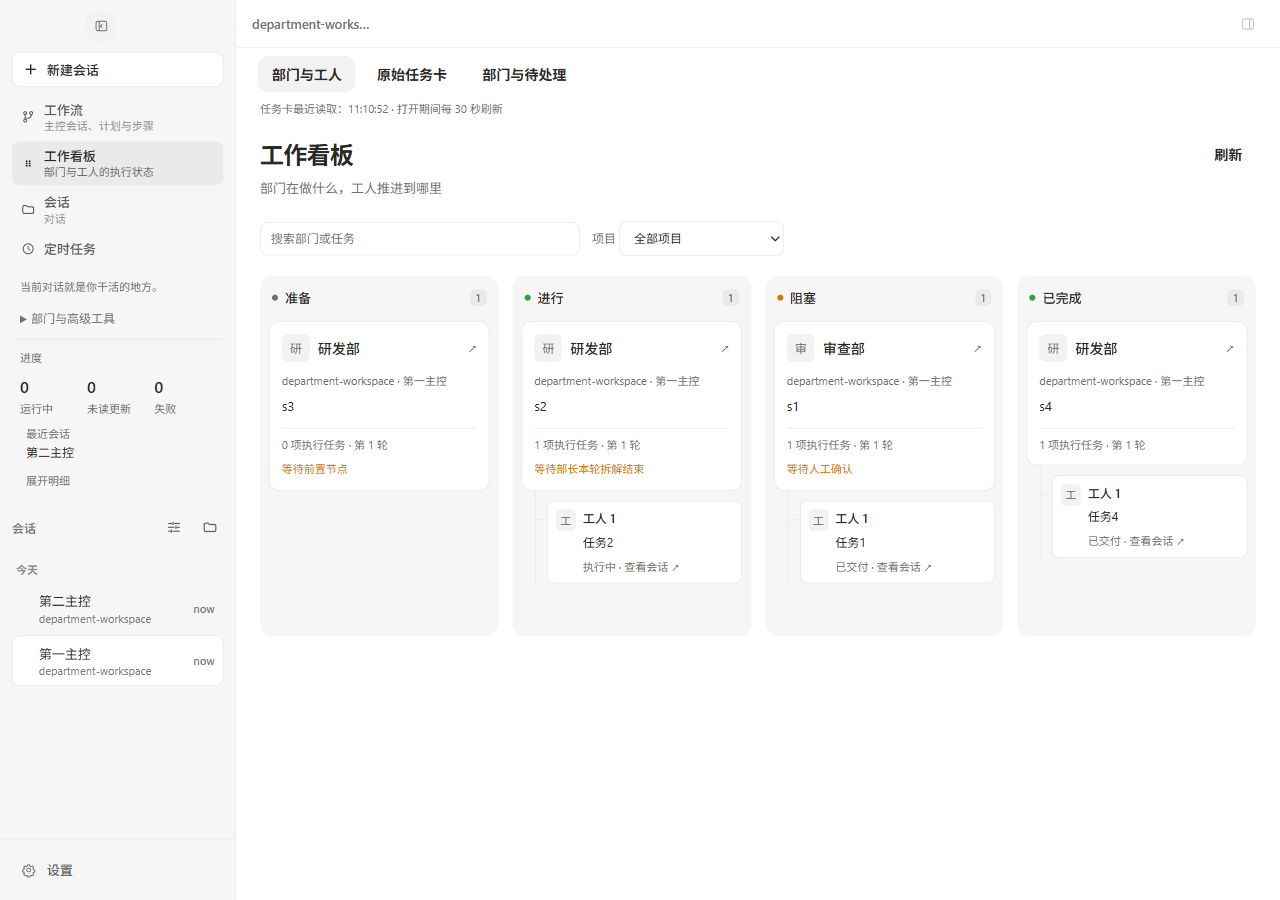 新建会话
工作流
主控会话、计划与步骤
工作看板
部门与工人的执行状态
会话
对话
定时任务
当前对话就是你干活的地方。
▶ 部门与高级工具
进度
0 0 0
运行中 未读更新 失败
最近会话
第二主控
展开明细
会话
今天
第二主控
department-workspace
now
第一主控
department-workspace
now
设置
department-works...
部门与工人 原始任务卡 部门与待处理
任务卡最近读取：11:10:52 · 打开期间每 30 秒刷新
工作看板
刷新
部门在做什么，工人推进到哪里
搜索部门或任务 项目 全部项目
准备 1
研 研发部 ↗
department-workspace · 第一主控
s3
0 项执行任务 · 第 1 轮
等待前置节点
进行 1
研 研发部 ↗
department-workspace · 第一主控
s2
1 项执行任务 · 第 1 轮
等待部长本轮拆解结束
工 工人 1
任务2
执行中 · 查看会话 ↗
阻塞 1
审 审查部 ↗
department-workspace · 第一主控
s1
1 项执行任务 · 第 1 轮
等待人工确认
工 工人 1
任务1
已交付 · 查看会话 ↗
已完成 1
研 研发部 ↗
department-workspace · 第一主控
s4
1 项执行任务 · 第 1 轮
工 工人 1
任务4
已交付 · 查看会话 ↗